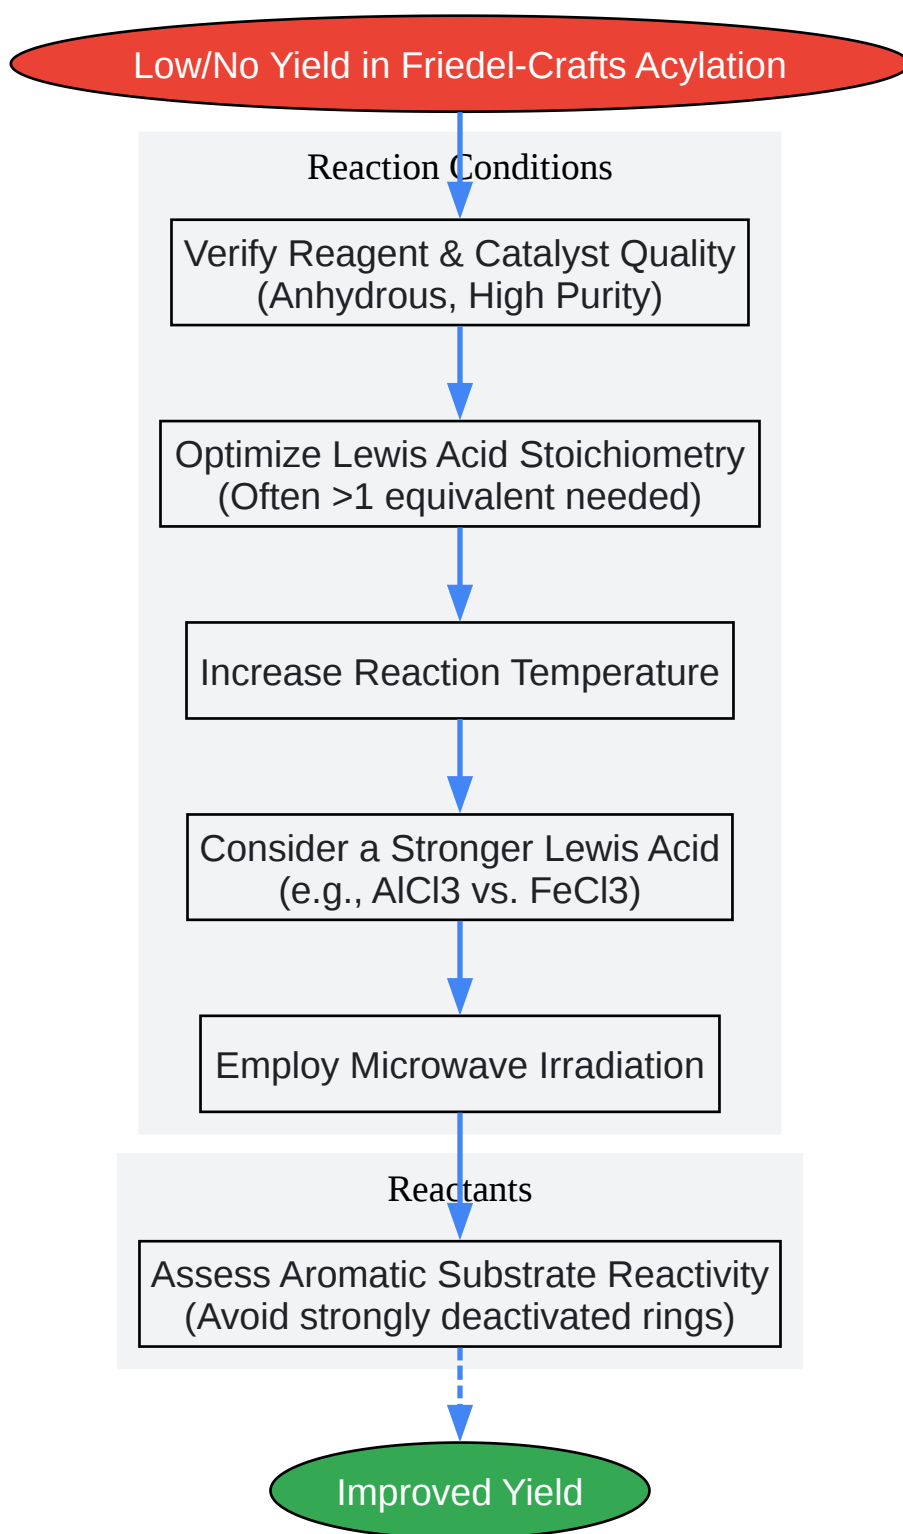 Low/No Yield in Friedel-Crafts Acylation
Reaction Conditions
Verify Reagent & Catalyst Quality
(Anhydrous, High Purity)
Optimize Lewis Acid Stoichiometry
(Often >1 equivalent needed)
Increase Reaction Temperature
Consider a Stronger Lewis Acid
(e.g., AlCl3 vs. FeCl3)
Employ Microwave Irradiation
Reactants
Assess Aromatic Substrate Reactivity
(Avoid strongly deactivated rings)
Improved Yield